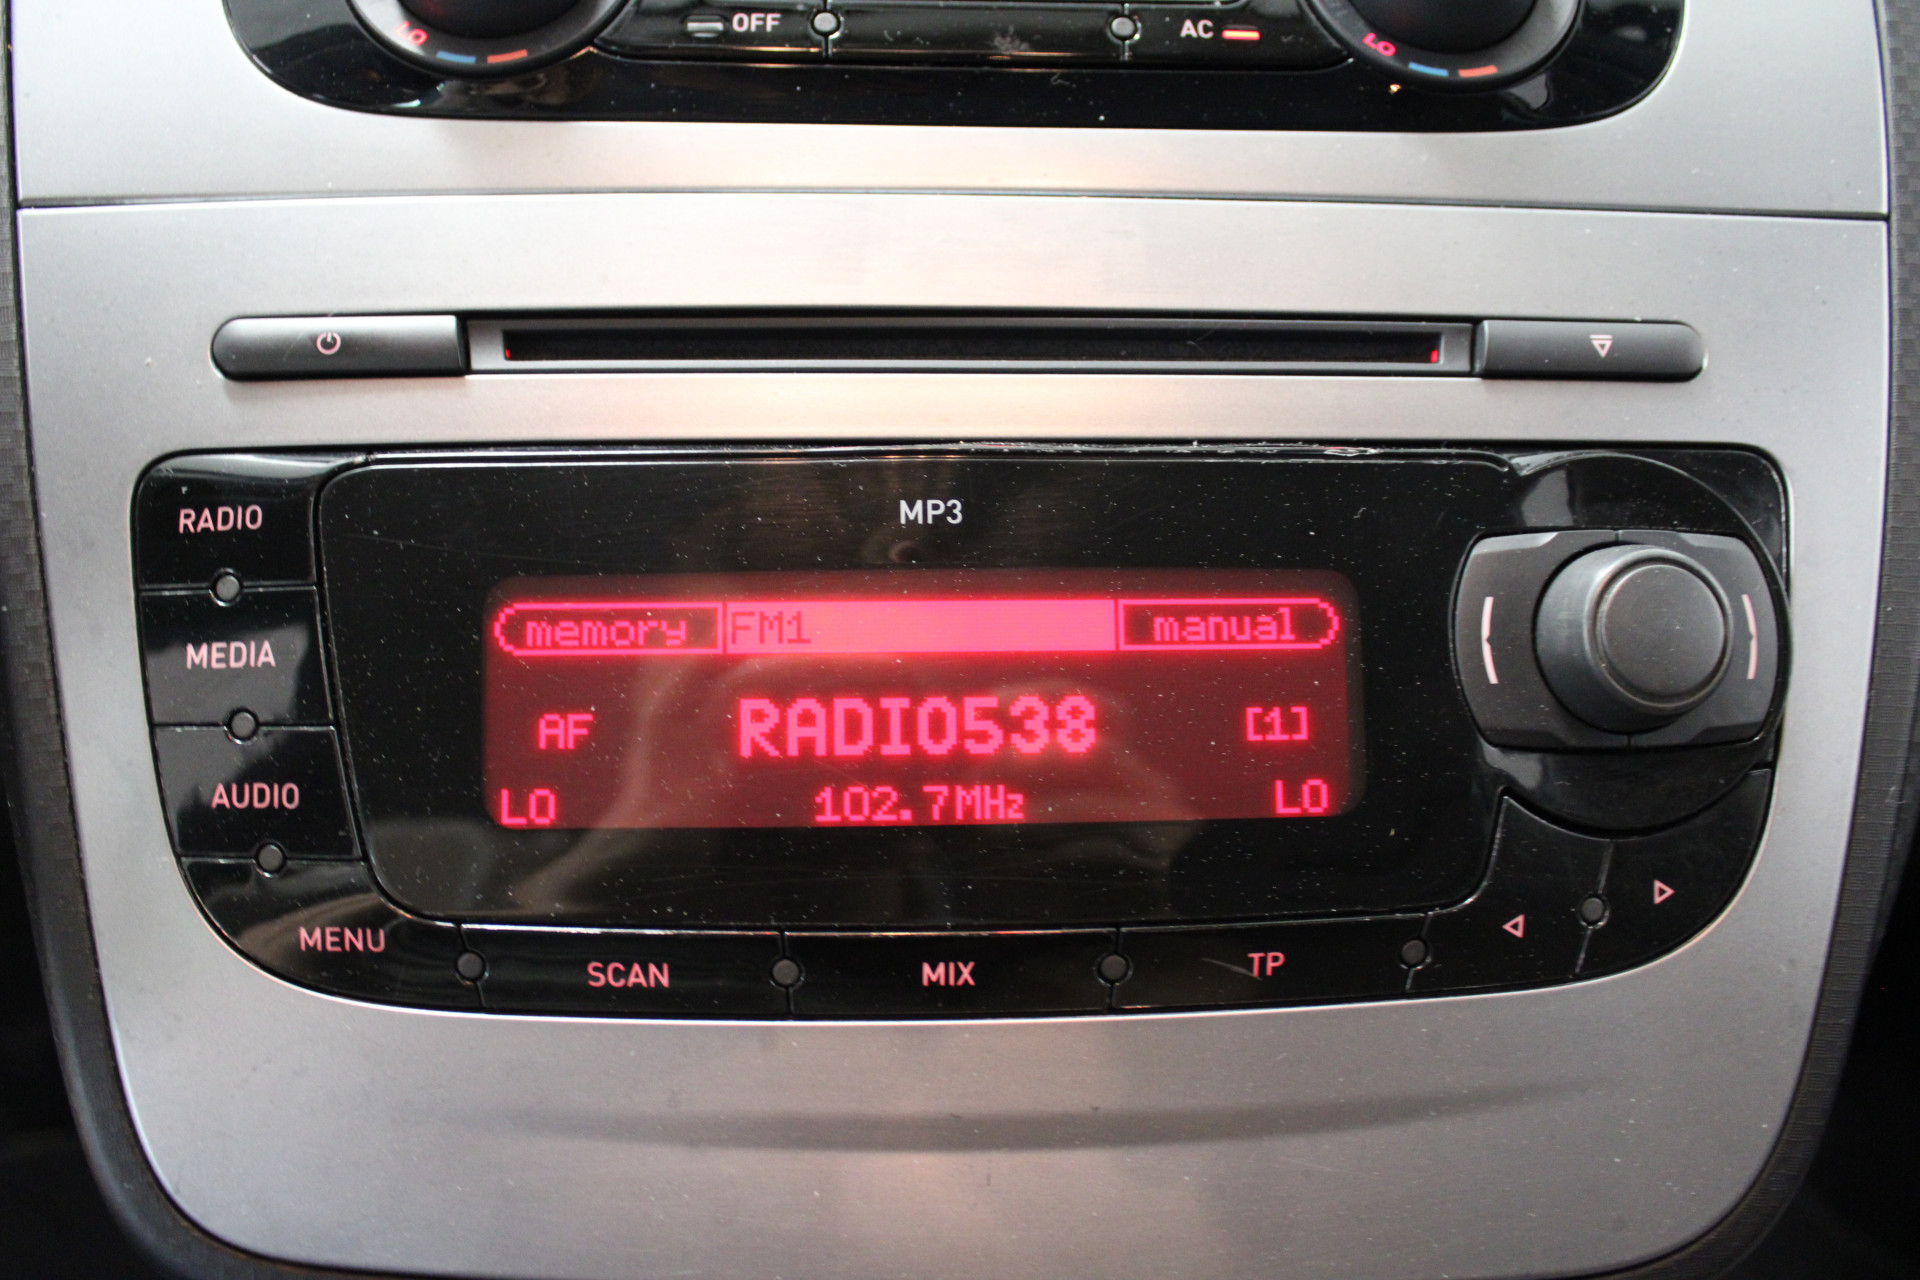 LO OFF AC LO
MP3
RADIO
MEDIA
AUDIO
MENU
memory FM1 manual
AF RADIO538 [1]
LO 102.7MHz LO
SCAN MIX TP